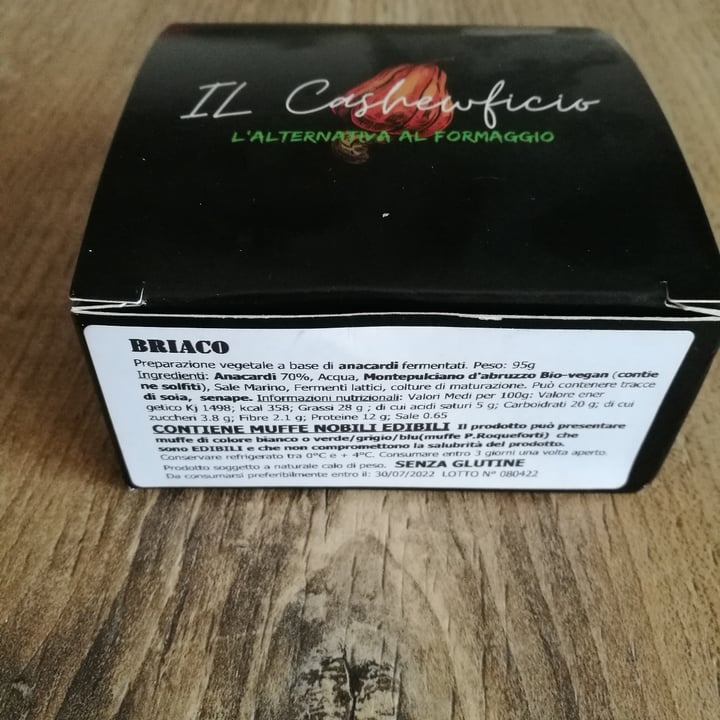 IL Cashewficio
L'ALTERNATIVA AL FORMAGGIO
BRIACO
Preparazione vegetale a base di anacardi fermentati. Peso: 95g
Ingredienti: Anacardi 70%, Acqua, Montepulciano d'abruzzo Bio-vegan (contie
ne solfiti), Sale Marino, Fermenti lattici, colture di maturazione. Può contenere tracce
di soia, senape. Informazioni nutrizionali: Valori Medi per 100g: Valore ener
getico Kj 1498; kcal 358; Grassi 28 g ; di cui acidi saturi 5 g; Carboidrati 20 g; di cui
zuccheri 3.8 g; Fibre 2.1 g; Proteine 12 g; Sale 0.65
CONTIENE MUFFE NOBILI EDIBILI Il prodotto può presentare
muffe di colore bianco o verde/grigio/blu(muffe P.Roqueforti) che
sono EDIBILI e che non compromettono la salubrità del prodotto.
Conservare refrigerato tra 0°C e + 4°C. Consumare entro 3 giorni una volta aperto.
Prodotto soggetto a naturale calo di peso. SENZA GLUTINE
Da consumarsi preferibilmente entro il: 30/07/2022 LOTTO N° 080422